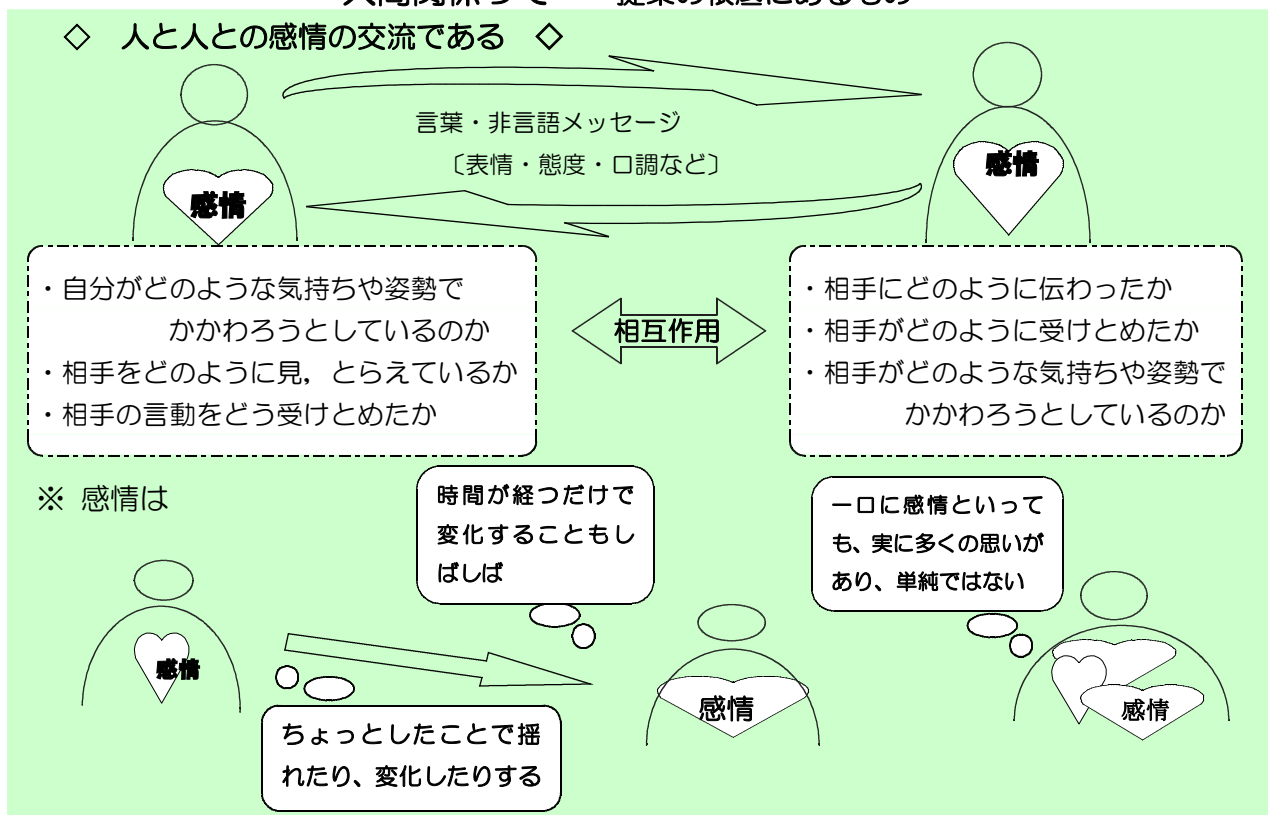 ◇ 人と人との感情の交流である ◇
言葉・非言語メッセージ
〔表情・態度・口調など〕
感情
感情
・自分がどのような気持ちや姿勢で
かかわろうとしているのか
・相手をどのように見，とらえているか
・相手の言動をどう受けとめたか
相互作用
・相手にどのように伝わったか
・相手がどのように受けとめたか
・相手がどのような気持ちや姿勢で
かかわろうとしているのか
※ 感情は
時間が経つだけで
変化することもし
ばしば
一口に感情といって
も、実に多くの思いが
あり、単純ではない
感情
感情
感情
ちょっとしたことで揺
れたり、変化したりする